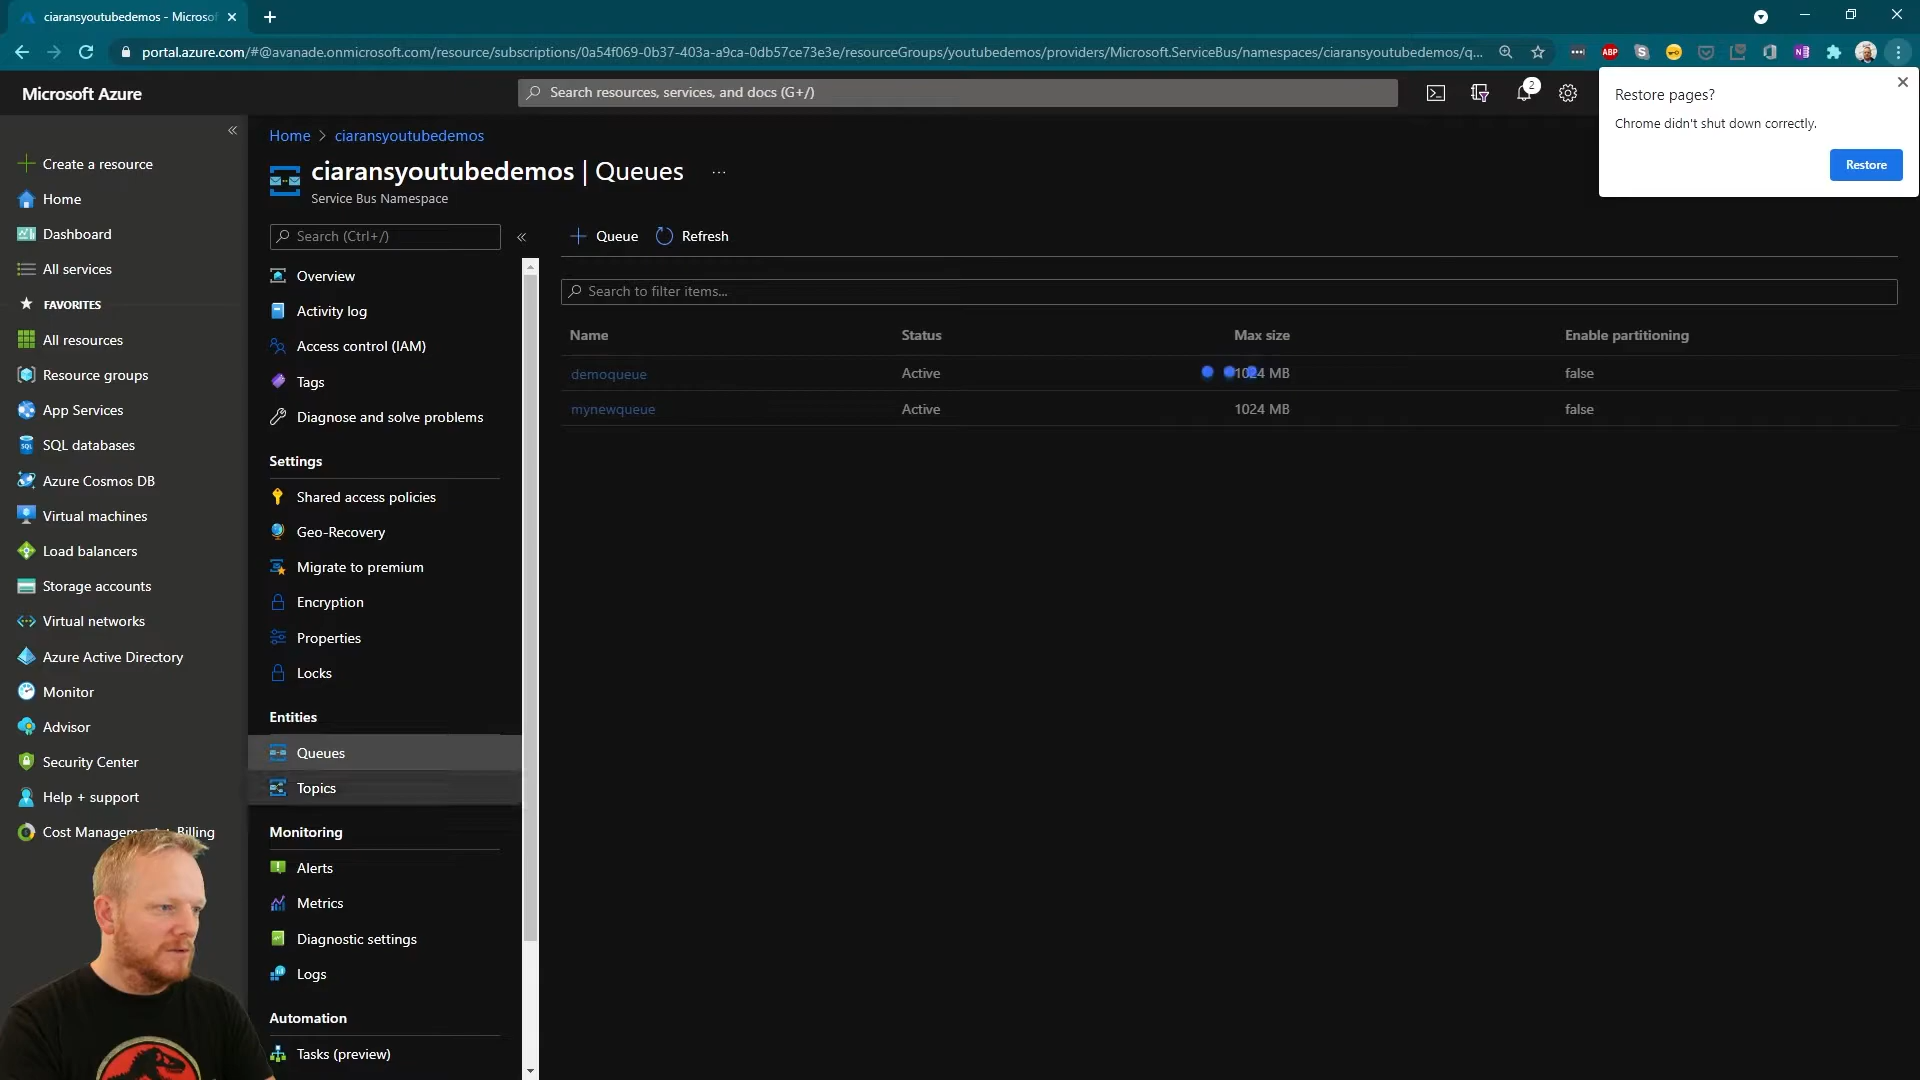 ciaransyoutubedemos - Microsof
portal.azure.com/#@avanade.onmicrosoft.com/resource/subscriptions/0a54f069-0b37-403a-a9ca-0db57ce73e3e/resourceGroups/youtubedemos/providers/Microsoft.ServiceBus/namespaces/ciaransyoutubedemos/q...
ABP
Microsoft Azure
Search resources, services, and docs (G+/)
2
Restore pages?
Chrome didn't shut down correctly.
Restore
Create a resource
Home
Dashboard
All services
FAVORITES
All resources
Resource groups
App Services
SQL databases
Azure Cosmos DB
Virtual machines
Load balancers
Storage accounts
Virtual networks
Azure Active Directory
Monitor
Advisor
Security Center
Help + support
Cost Management + Billing
Home > ciaransyoutubedemos
ciaransyoutubedemos | Queues ...
Service Bus Namespace
Search (Ctrl+/)
Overview
Activity log
Access control (IAM)
Tags
Diagnose and solve problems
Settings
Shared access policies
Geo-Recovery
Migrate to premium
Encryption
Properties
Locks
Entities
Queues
Topics
Monitoring
Alerts
Metrics
Diagnostic settings
Logs
Automation
Tasks (preview)
Queue Refresh
Search to filter items...
Name Status Max size Enable partitioning
demoqueue Active 1024 MB false
mynewqueue Active 1024 MB false